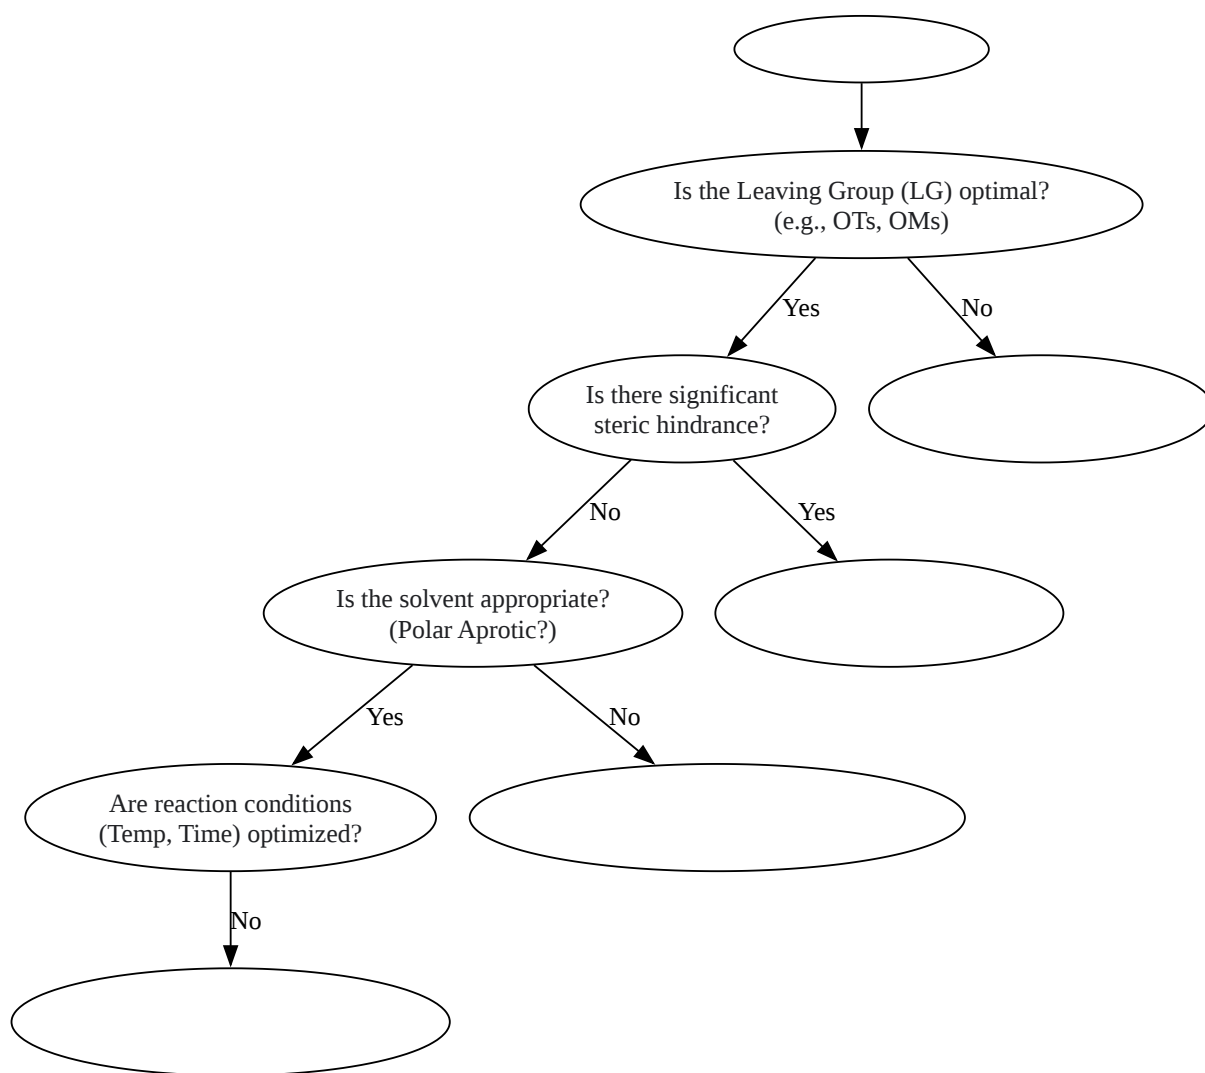 Is the Leaving Group (LG) optimal?
(e.g., OTs, OMs)
Yes
No
Is there significant
steric hindrance?
No
Yes
Is the solvent appropriate?
(Polar Aprotic?)
Yes
No
Are reaction conditions
(Temp, Time) optimized?
No